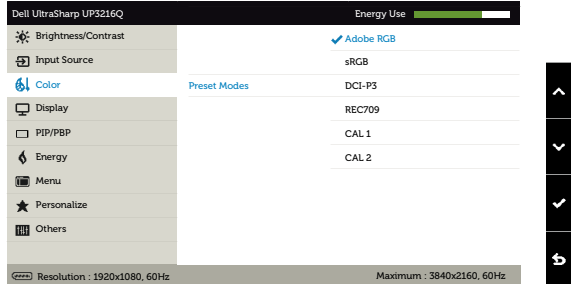 Dell UltraSharp UP3216Q Energy Use
Brightness/Contrast Adobe RGB
Input Source sRGB
Color Preset Modes DCI-P3
Display REC709
PIP/PBP CAL 1
Energy CAL 2
Menu
Personalize
Others
Resolution : 1920x1080, 60Hz Maximum : 3840x2160, 60Hz